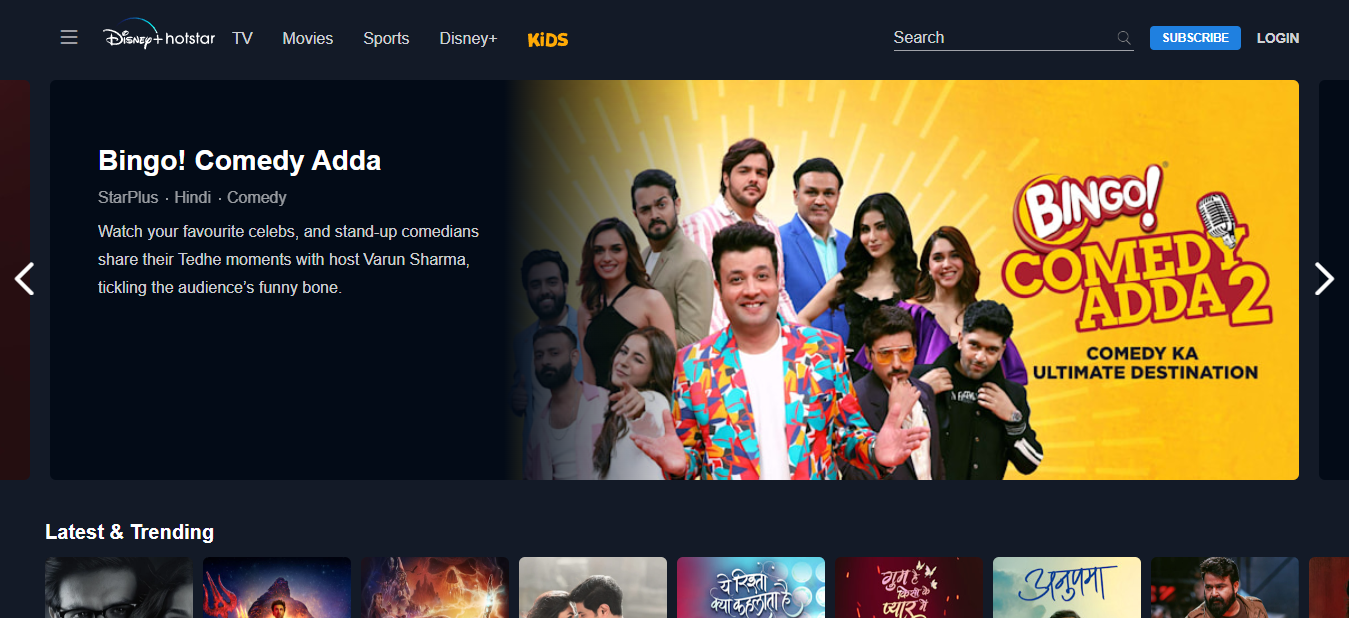 Disney+ hotstar TV Movies Sports Disney+ KiDS Search SUBSCRIBE LOGIN
Bingo! Comedy Adda
StarPlus · Hindi · Comedy
Watch your favourite celebs, and stand-up comedians
share their Tedhe moments with host Varun Sharma,
tickling the audience’s funny bone.
BINGO!®
COMEDY
ADDA 2
COMEDY KA
ULTIMATE DESTINATION
Latest & Trending
ये रिश्ता
क्या कहलाता है
गुम है
किसी के
प्यार में
अनुपमा